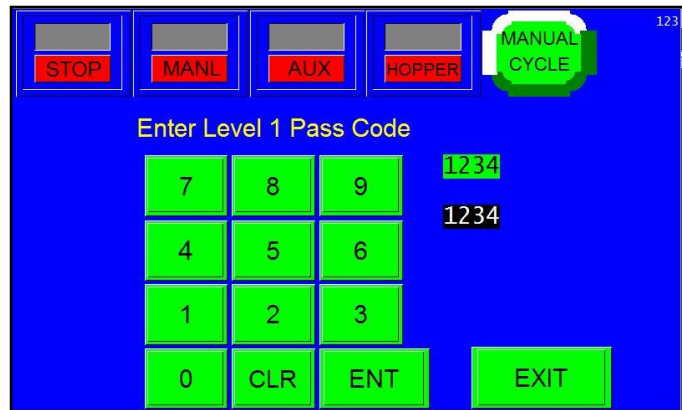 123
MANUAL
CYCLE
STOP MANL AUX HOPPER
Enter Level 1 Pass Code
7 8 9 1234
1234
4 5 6
1 2 3
0 CLR ENT EXIT